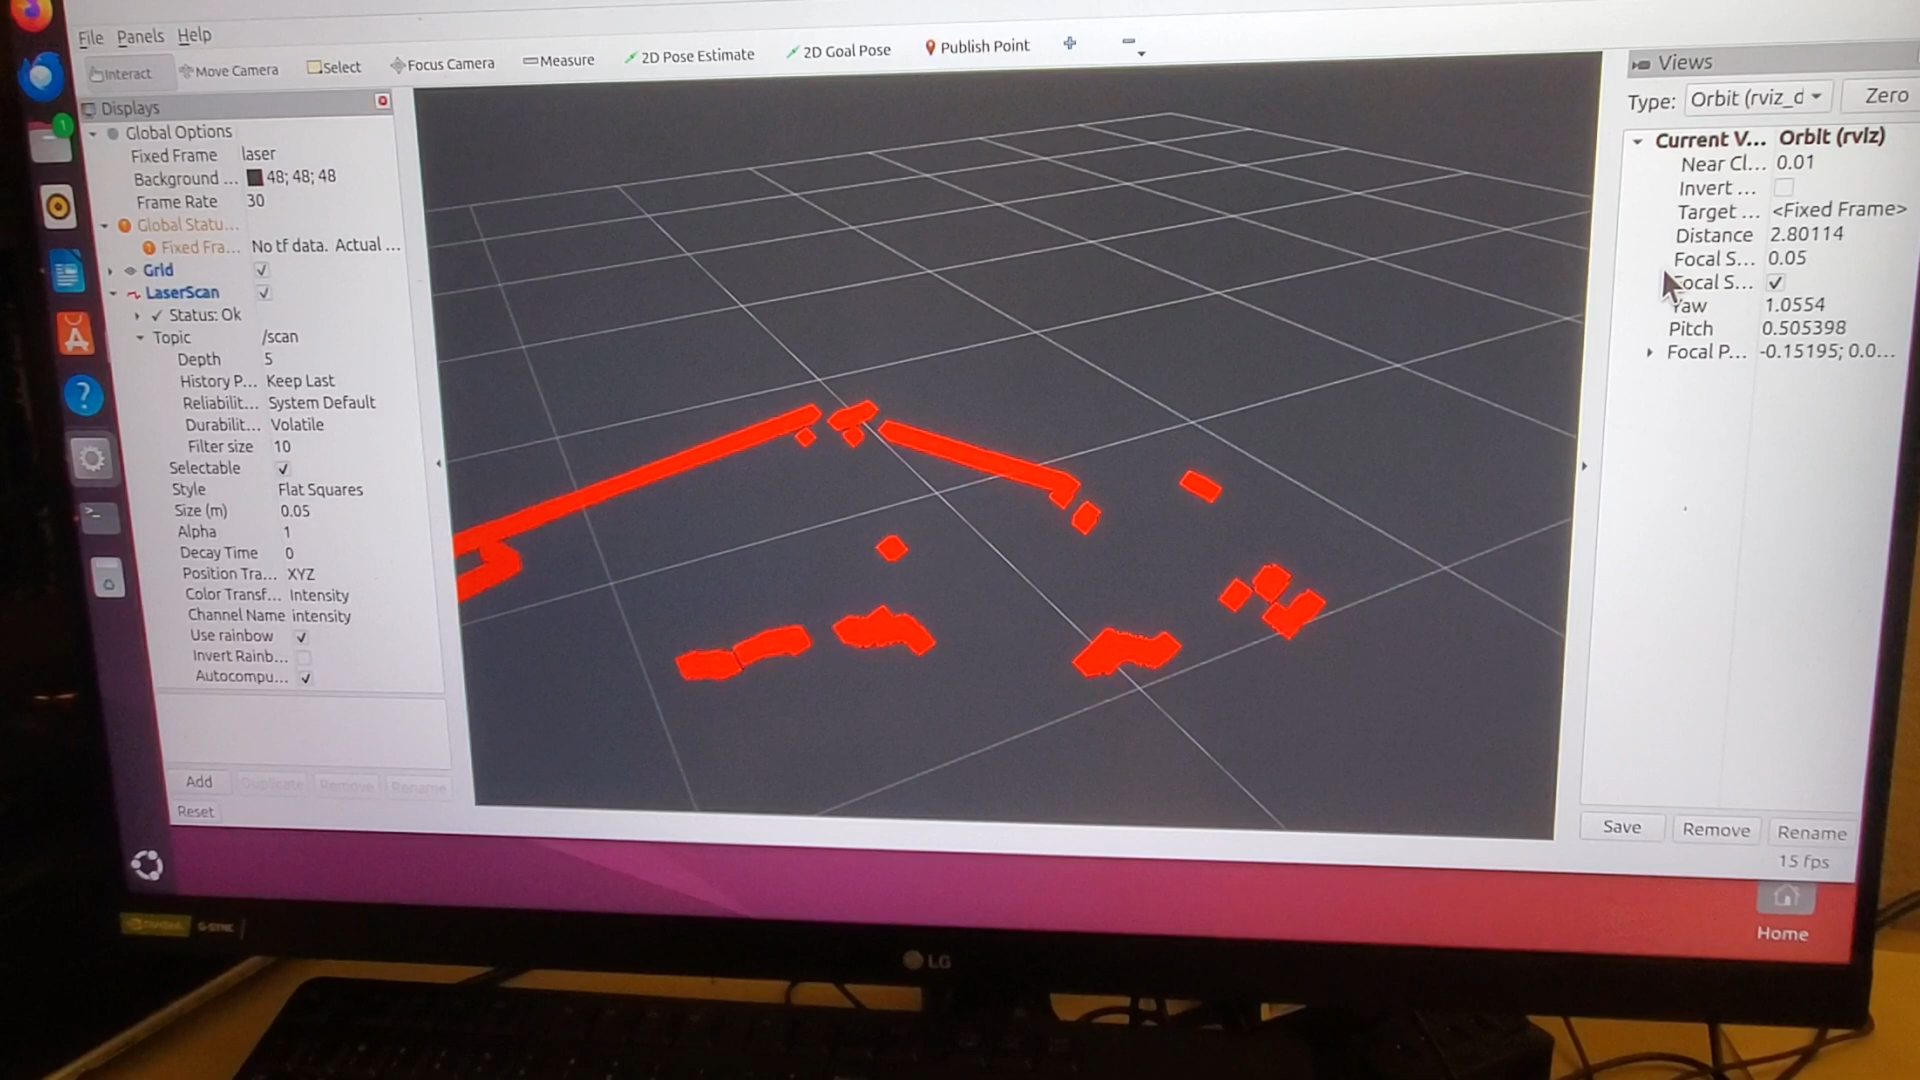 File Panels Help
Interact Move Camera Select Focus Camera Measure 2D Pose Estimate 2D Goal Pose Publish Point
Displays
Global Options
Fixed Frame laser
Background ... 48; 48; 48
Frame Rate 30
Global Statu...
Fixed Fra... No tf data. Actual ...
Grid
LaserScan
Status: Ok
Topic /scan
Depth 5
History P... Keep Last
Reliabilit... System Default
Durabilit... Volatile
Filter size 10
Selectable
Style Flat Squares
Size (m) 0.05
Alpha 1
Decay Time 0
Position Tra... XYZ
Color Transf... Intensity
Channel Name intensity
Use rainbow
Invert Rainb...
Autocompu...
Add Duplicate Remove Rename
Reset
Views
Type: Orbit (rviz_d Zero
Current V... Orbit (rviz)
Near Cl... 0.01
Invert ...
Target ... <Fixed Frame>
Distance 2.80114
Focal S... 0.05
Focal S...
Yaw 1.0554
Pitch 0.505398
Focal P... -0.15195; 0.0...
Save Remove Rename
15 fps
Home
1
?
G-SYNC
LG